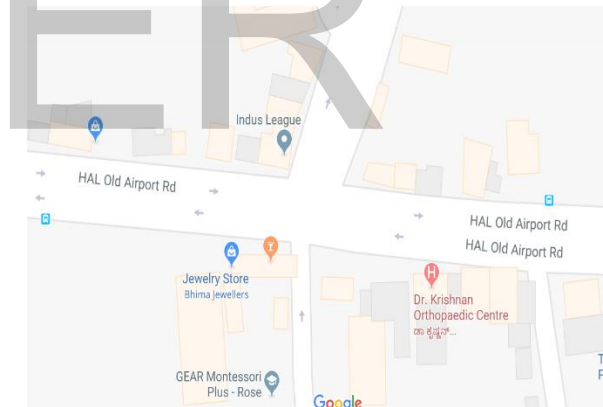 ER
Indus League
HAL Old Airport Rd
HAL Old Airport Rd
HAL Old Airport Rd
Jewelry Store
Bhima Jewellers
Dr. Krishnan
Orthopaedic Centre
ಡಾ ಕೃಷ್ಣನ್...
GEAR Montessori
Plus - Rose
Google